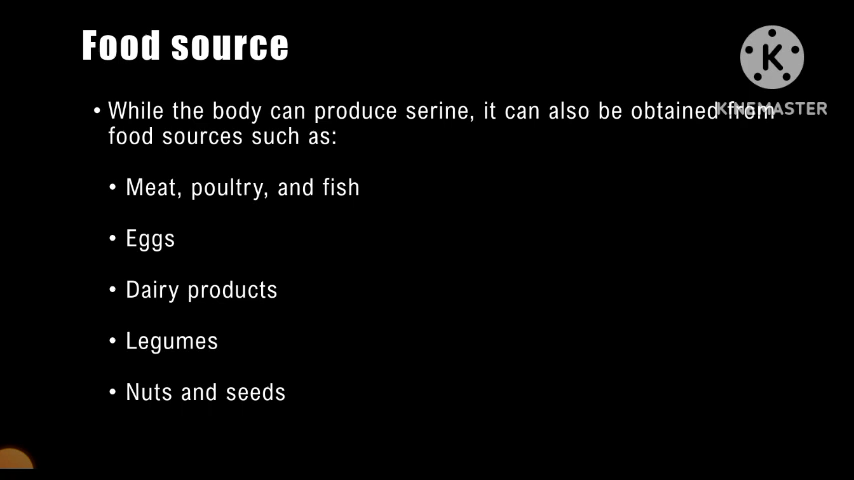 Food source
K
KINEMASTER
• While the body can produce serine, it can also be obtained from
food sources such as:
• Meat, poultry, and fish
• Eggs
• Dairy products
• Legumes
• Nuts and seeds